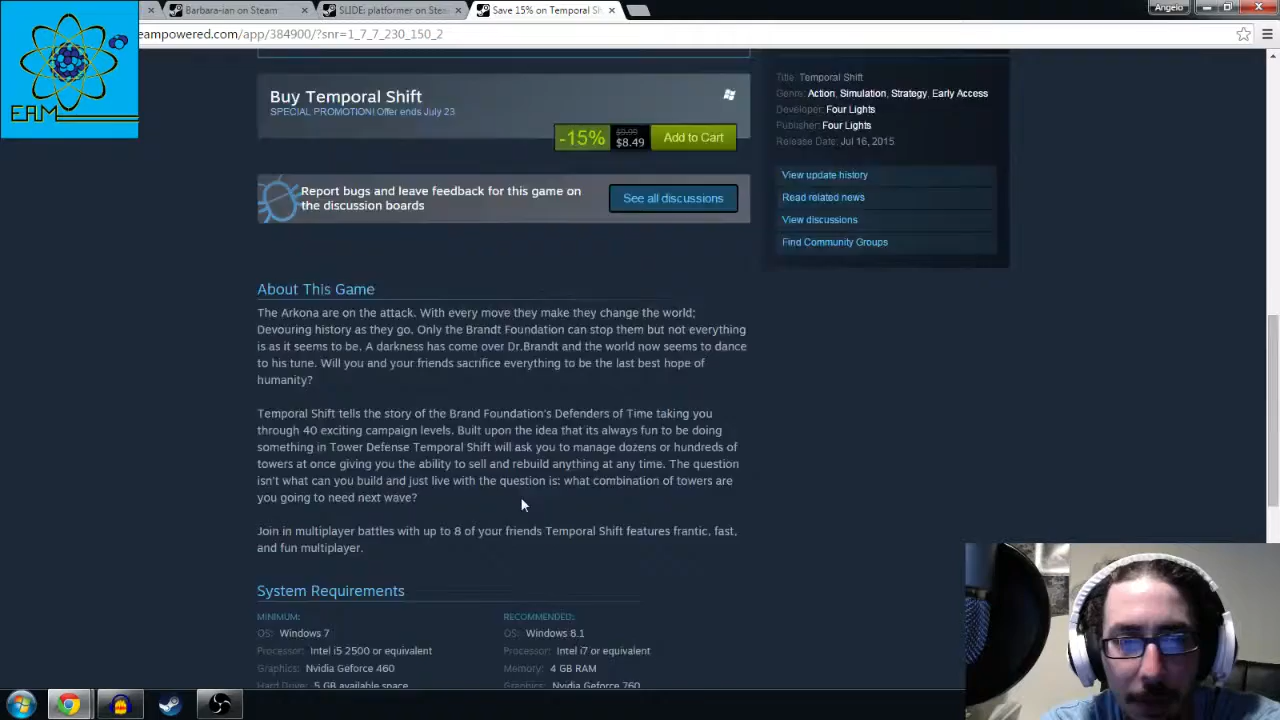 Barbara-ian on Steam
SLIDE: platformer on Stea
Save 15% on Temporal Sh
Angelo
eampowered.com/app/384900/?snr=1_7_7_230_150_2
EAM
Buy Temporal Shift
SPECIAL PROMOTION! Offer ends July 23
-15%
$9.99
$8.49
Add to Cart
Title: Temporal Shift
Genre: Action, Simulation, Strategy, Early Access
Developer: Four Lights
Publisher: Four Lights
Release Date: Jul 16, 2015
View update history
Read related news
View discussions
Find Community Groups
Report bugs and leave feedback for this game on
the discussion boards
See all discussions
About This Game
The Arkona are on the attack. With every move they make they change the world;
Devouring history as they go. Only the Brandt Foundation can stop them but not everything
is as it seems to be. A darkness has come over Dr.Brandt and the world now seems to dance
to his tune. Will you and your friends sacrifice everything to be the last best hope of
humanity?
Temporal Shift tells the story of the Brand Foundation's Defenders of Time taking you
through 40 exciting campaign levels. Built upon the idea that its always fun to be doing
something in Tower Defense Temporal Shift will ask you to manage dozens or hundreds of
towers at once giving you the ability to sell and rebuild anything at any time. The question
isn't what can you build and just live with the question is: what combination of towers are
you going to need next wave?
Join in multiplayer battles with up to 8 of your friends Temporal Shift features frantic, fast,
and fun multiplayer.
System Requirements
MINIMUM:
OS: Windows 7
Processor: Intel i5 2500 or equivalent
Graphics: Nvidia Geforce 460
Hard Drive: 5 GB available space
RECOMMENDED:
OS: Windows 8.1
Processor: Intel i7 or equivalent
Memory: 4 GB RAM
Graphics: Nvidia Geforce 760